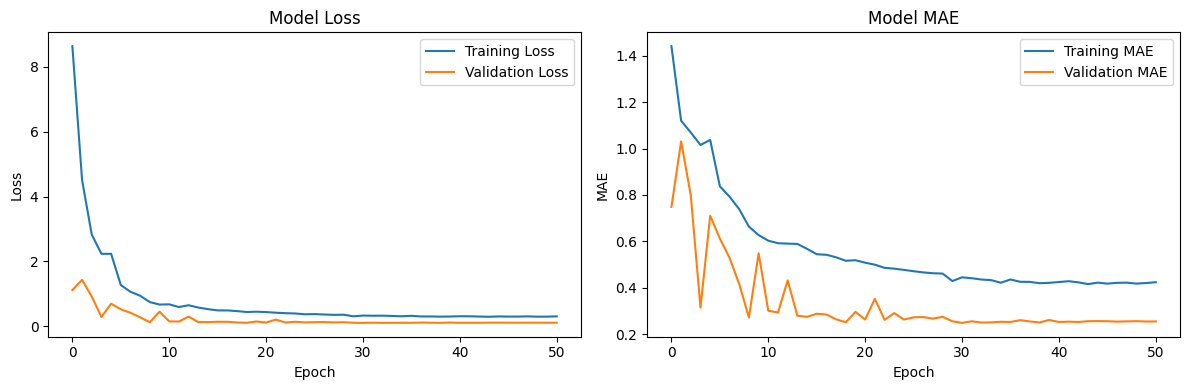 Model Loss
Training Loss
Validation Loss
8
6
4
2
0
Loss
0 10 20 30 40 50
Epoch
Model MAE
Training MAE
Validation MAE
1.4
1.2
1.0
0.8
0.6
0.4
0.2
MAE
0 10 20 30 40 50
Epoch